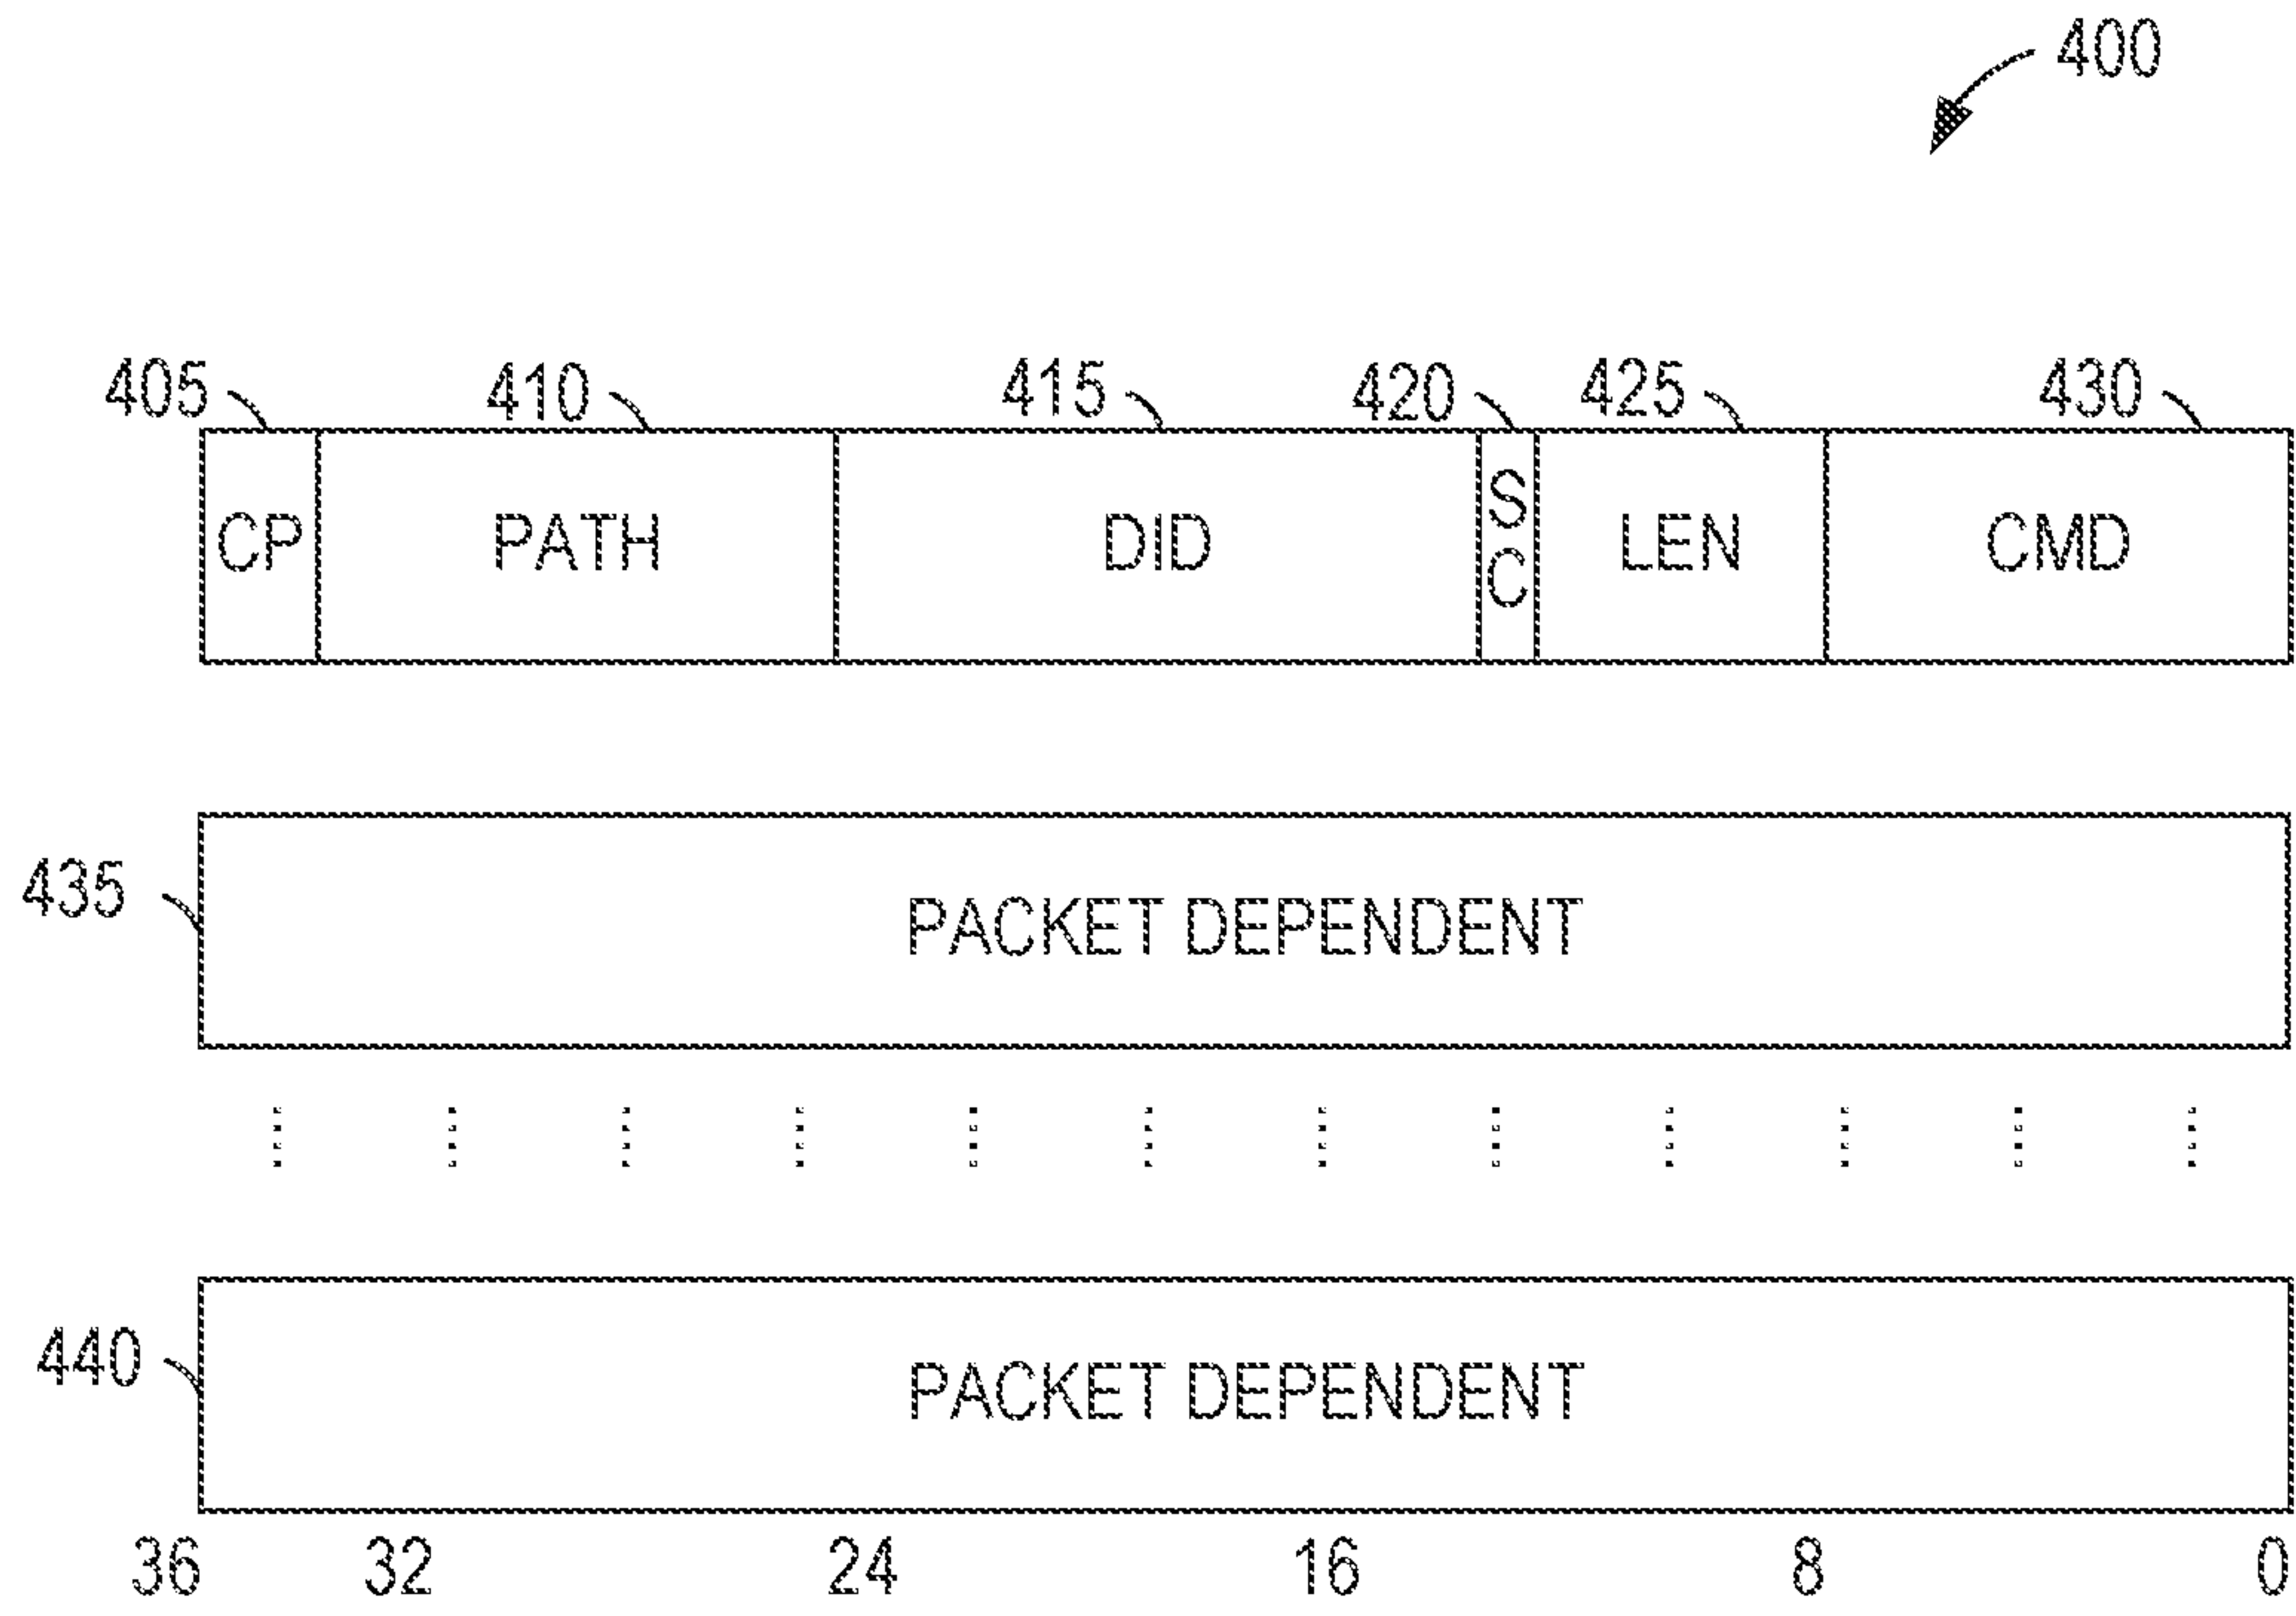 400
405 410 415 420 425 430
CP PATH DID SC LEN CMD
435 PACKET DEPENDENT
440 PACKET DEPENDENT
36 32 24 16 8 0